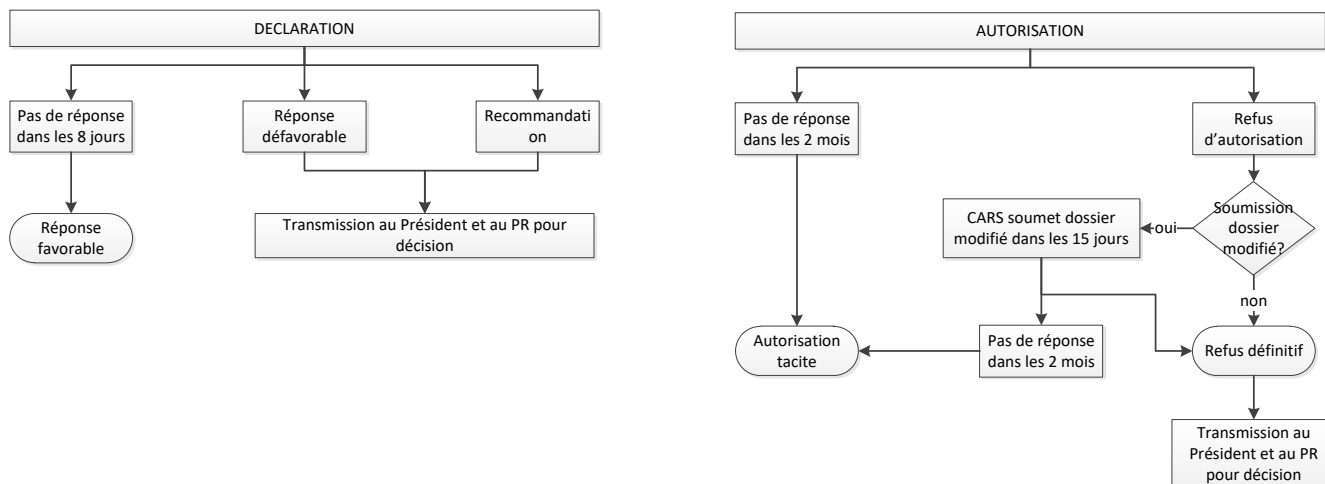 DECLARATION
Pas de réponse
dans les 8 jours
Réponse
défavorable
Recommandati
on
Réponse
favorable
Transmission au Président et au PR pour
décision
AUTORISATION
Pas de réponse
dans les 2 mois
Refus
d’autorisation
CARS soumet dossier
modifié dans les 15 jours
oui
Soumission
dossier
modifié?
non
Autorisation
tacite
Pas de réponse
dans les 2 mois
Refus définitif
Transmission au
Président et au PR
pour décision